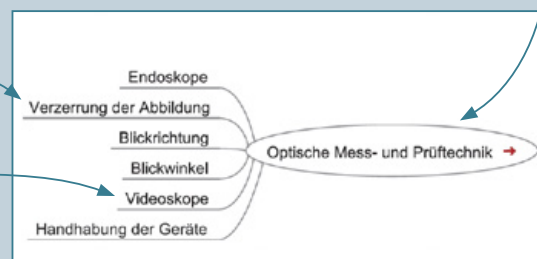 Endoskope
Verzerrung der Abbildung
Blickrichtung
Optische Mess- und Prüftechnik
Blickwinkel
Videoskope
Handhabung der Geräte